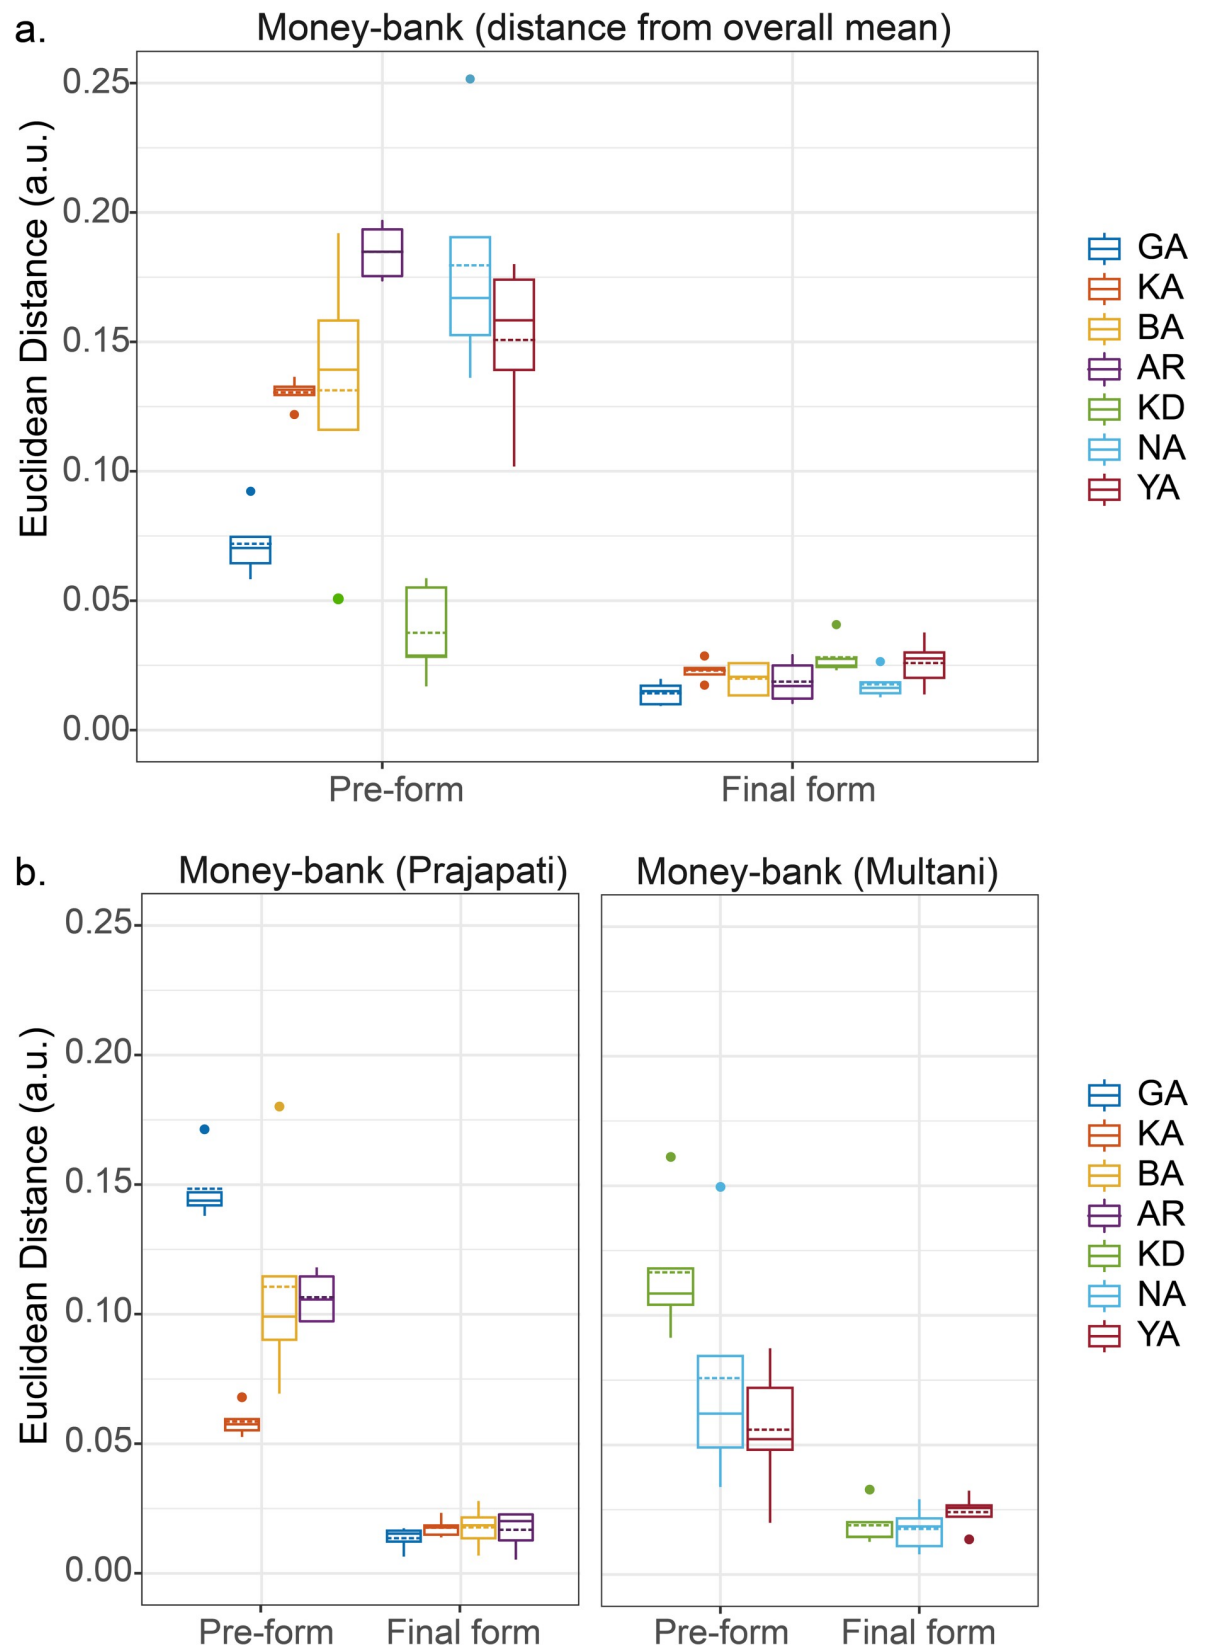 a.
Money-bank (distance from overall mean)
Euclidean Distance (a.u.)
0.25
0.20
0.15
0.10
0.05
0.00
Pre-form
Final form
GA
KA
BA
AR
KD
NA
YA
b.
Money-bank (Prajapati)
Money-bank (Multani)
Euclidean Distance (a.u.)
0.25
0.20
0.15
0.10
0.05
0.00
Pre-form
Final form
Pre-form
Final form
GA
KA
BA
AR
KD
NA
YA